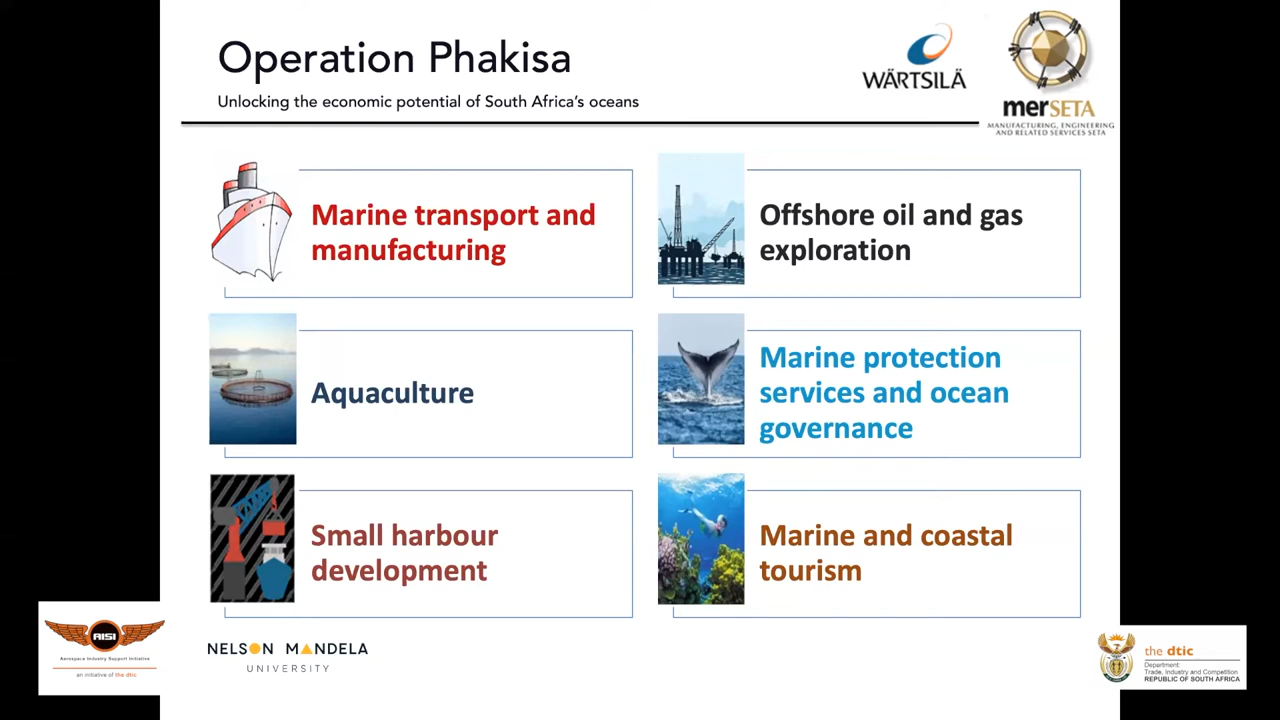 Operation Phakisa
Unlocking the economic potential of South Africa's oceans
WÄRTSILÄ
merSETA
MANUFACTURING, ENGINEERING
AND RELATED SERVICES SETA
Marine transport and
manufacturing
Offshore oil and gas
exploration
Aquaculture
Marine protection
services and ocean
governance
Small harbour
development
Marine and coastal
tourism
AISI
Aerospace Industry Support Initiative
an initiative of the dtic
NELSON MANDELA
UNIVERSITY
the dtic
Department:
Trade, Industry and Competition
REPUBLIC OF SOUTH AFRICA